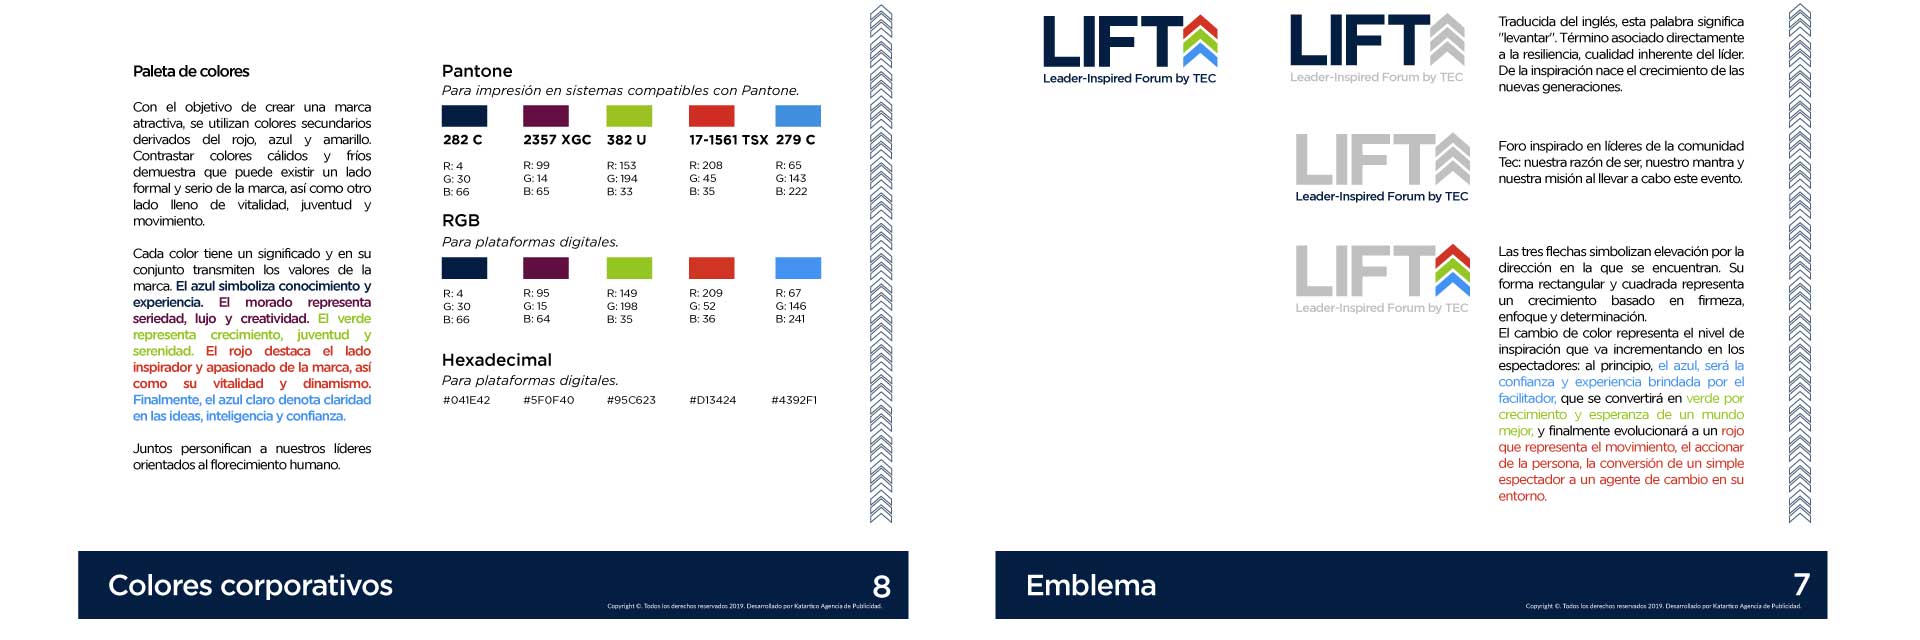 Paleta de colores
Con el objetivo de crear una marca
atractiva, se utilizan colores secundarios
derivados del rojo, azul y amarillo.
Contrastar colores cálidos y fríos
demuestra que puede existir un lado
formal y serio de la marca, así como otro
lado lleno de vitalidad, juventud y
movimiento.
Cada color tiene un significado y en su
conjunto transmiten los valores de la
marca. El azul simboliza conocimiento y
experiencia. El morado representa
seriedad, lujo y creatividad. El verde
representa crecimiento, juventud y
serenidad. El rojo destaca el lado
inspirador y apasionado de la marca, así
como su vitalidad y dinamismo.
Finalmente, el azul claro denota claridad
en las ideas, inteligencia y confianza.
Juntos personifican a nuestros líderes
orientados al florecimiento humano.
Pantone
Para impresión en sistemas compatibles con Pantone.
282 C 2357 XGC 382 U 17-1561 TSX 279 C
R: 4 R: 99 R: 153 R: 208 R: 65
G: 30 G: 14 G: 194 G: 45 G: 143
B: 66 B: 65 B: 33 B: 35 B: 222
RGB
Para plataformas digitales.
R: 4 R: 95 R: 149 R: 209 R: 67
G: 30 G: 15 G: 198 G: 52 G: 146
B: 66 B: 64 B: 35 B: 36 B: 241
Hexadecimal
Para plataformas digitales.
#041E42 #5F0F40 #95C623 #D13424 #4392F1
Colores corporativos
8
Copyright ©. Todos los derechos reservados 2019. Desarrollado por Katartico Agencia de Publicidad.
LIFT
Leader-Inspired Forum by TEC
LIFT
Leader-Inspired Forum by TEC
Traducida del inglés, esta palabra significa
"levantar". Término asociado directamente
a la resiliencia, cualidad inherente del líder.
De la inspiración nace el crecimiento de las
nuevas generaciones.
LIFT
Leader-Inspired Forum by TEC
Foro inspirado en líderes de la comunidad
Tec: nuestra razón de ser, nuestro mantra y
nuestra misión al llevar a cabo este evento.
LIFT
Leader-Inspired Forum by TEC
Las tres flechas simbolizan elevación por la
dirección en la que se encuentran. Su
forma rectangular y cuadrada representa
un crecimiento basado en firmeza,
enfoque y determinación.
El cambio de color representa el nivel de
inspiración que va incrementando en los
espectadores: al principio, el azul, será la
confianza y experiencia brindada por el
facilitador, que se convertirá en verde por
crecimiento y esperanza de un mundo
mejor, y finalmente evolucionará a un rojo
que representa el movimiento, el accionar
de la persona, la conversión de un simple
espectador a un agente de cambio en su
entorno.
Emblema
7
Copyright ©. Todos los derechos reservados 2019. Desarrollado por Katartico Agencia de Publicidad.